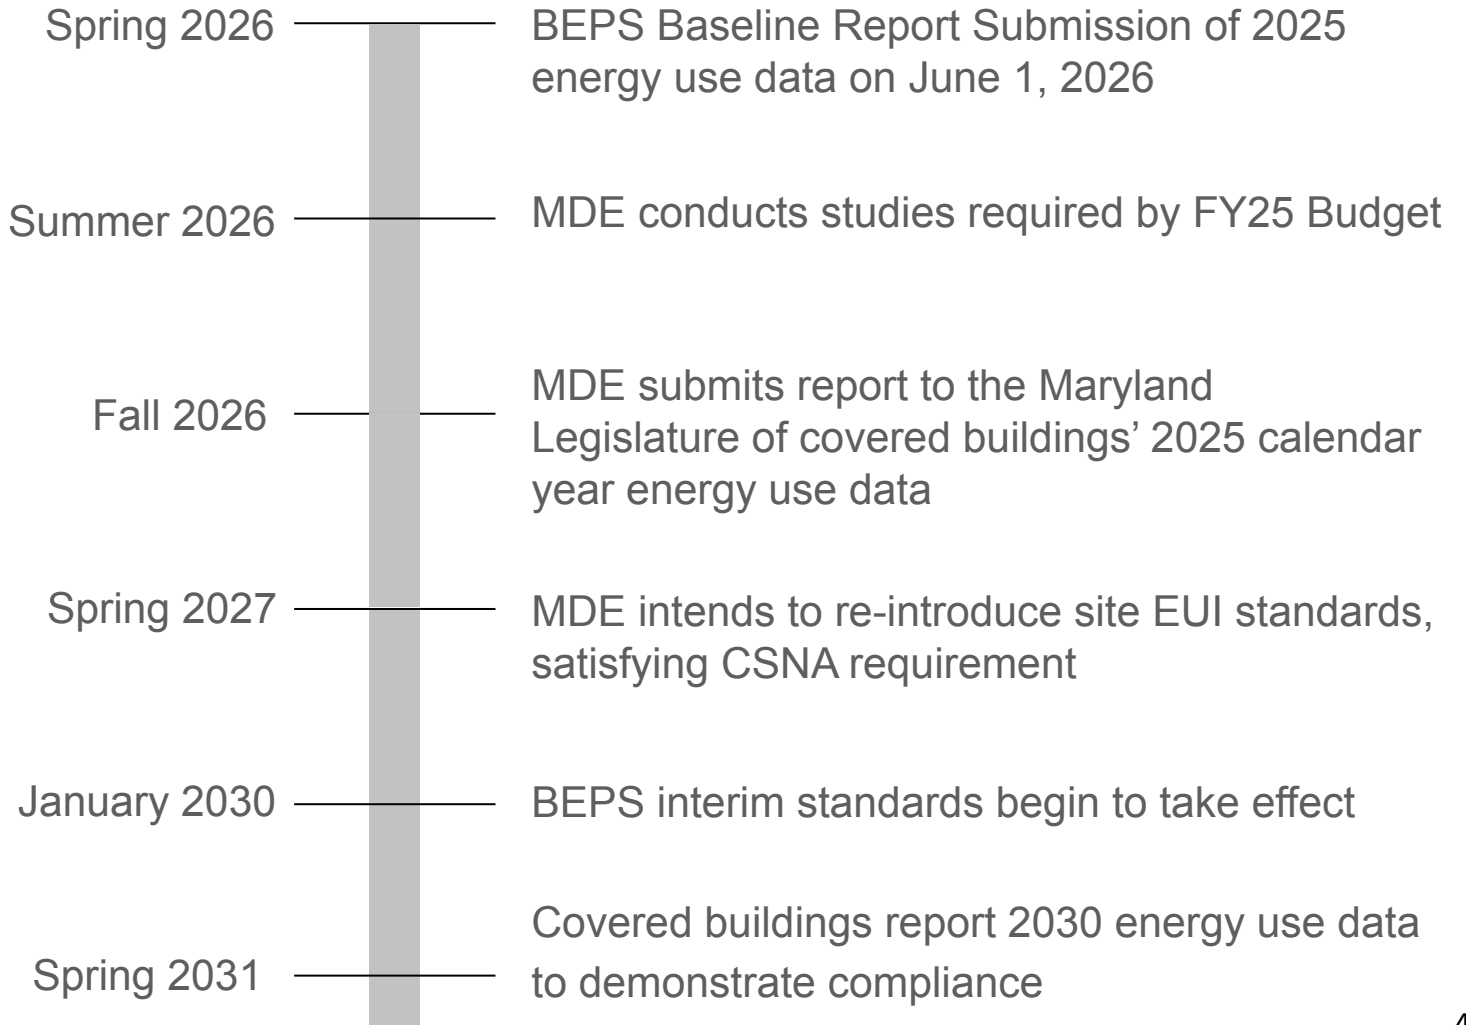 Spring 2026
BEPS Baseline Report Submission of 2025
energy use data on June 1, 2026
Summer 2026
MDE conducts studies required by FY25 Budget
Fall 2026
MDE submits report to the Maryland
Legislature of covered buildings’ 2025 calendar
year energy use data
Spring 2027
MDE intends to re-introduce site EUI standards,
satisfying CSNA requirement
January 2030
BEPS interim standards begin to take effect
Spring 2031
Covered buildings report 2030 energy use data
to demonstrate compliance